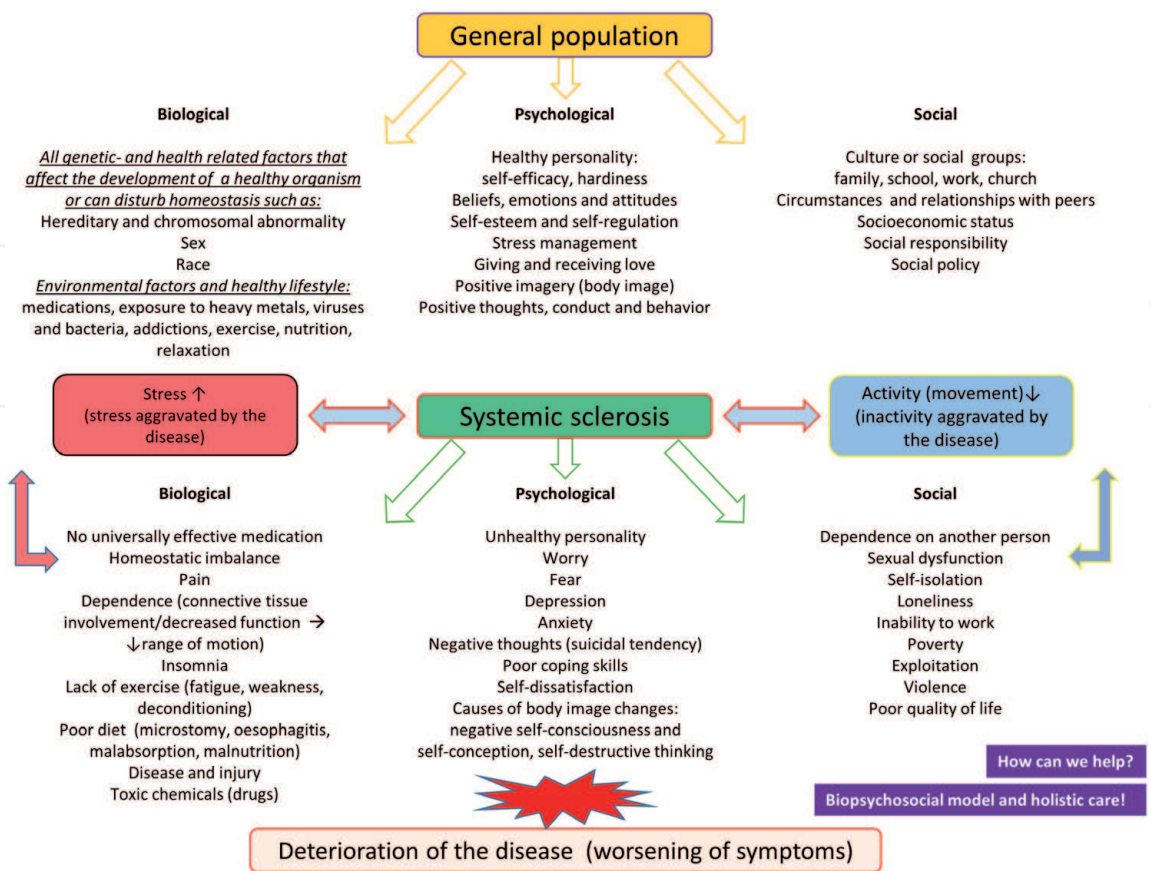 General population
Biological
All genetic- and health related factors that
affect the development of a healthy organism
or can disturb homeostasis such as:
Hereditary and chromosomal abnormality
Sex
Race
Environmental factors and healthy lifestyle:
medications, exposure to heavy metals, viruses
and bacteria, addictions, exercise, nutrition,
relaxation
Psychological
Healthy personality:
self-efficacy, hardiness
Beliefs, emotions and attitudes
Self-esteem and self-regulation
Stress management
Giving and receiving love
Positive imagery (body image)
Positive thoughts, conduct and behavior
Social
Culture or social groups:
family, school, work, church
Circumstances and relationships with peers
Socioeconomic status
Social responsibility
Social policy
Stress ↑
(stress aggravated by the
disease)
Systemic sclerosis
Activity (movement)↓
(inactivity aggravated by
the disease)
Biological
No universally effective medication
Homeostatic imbalance
Pain
Dependence (connective tissue
involvement/decreased function →
↓range of motion)
Insomnia
Lack of exercise (fatigue, weakness,
deconditioning)
Poor diet (microstomy, oesophagitis,
malabsorption, malnutrition)
Disease and injury
Toxic chemicals (drugs)
Psychological
Unhealthy personality
Worry
Fear
Depression
Anxiety
Negative thoughts (suicidal tendency)
Poor coping skills
Self-dissatisfaction
Causes of body image changes:
negative self-consciousness and
self-conception, self-destructive thinking
Social
Dependence on another person
Sexual dysfunction
Self-isolation
Loneliness
Inability to work
Poverty
Exploitation
Violence
Poor quality of life
How can we help?
Biopsychosocial model and holistic care!
Deterioration of the disease (worsening of symptoms)